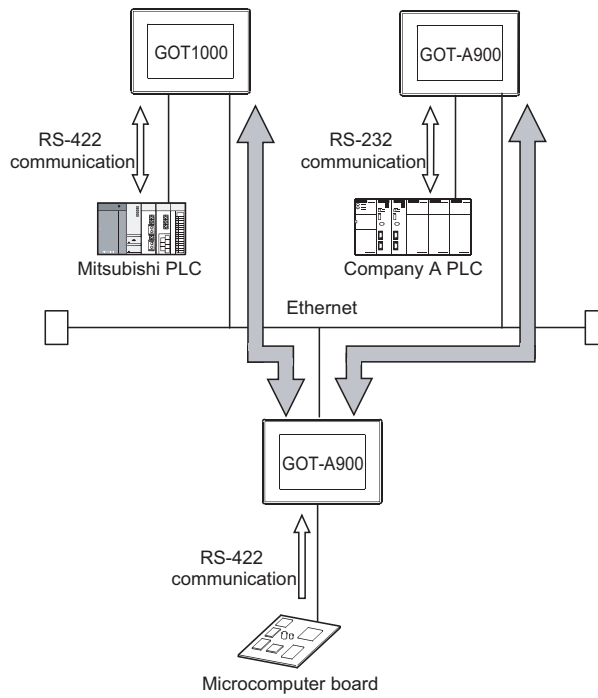 GOT1000
GOT-A900
RS-422
communication
RS-232
communication
Mitsubishi PLC
Company A PLC
Ethernet
GOT-A900
RS-422
communication
Microcomputer board